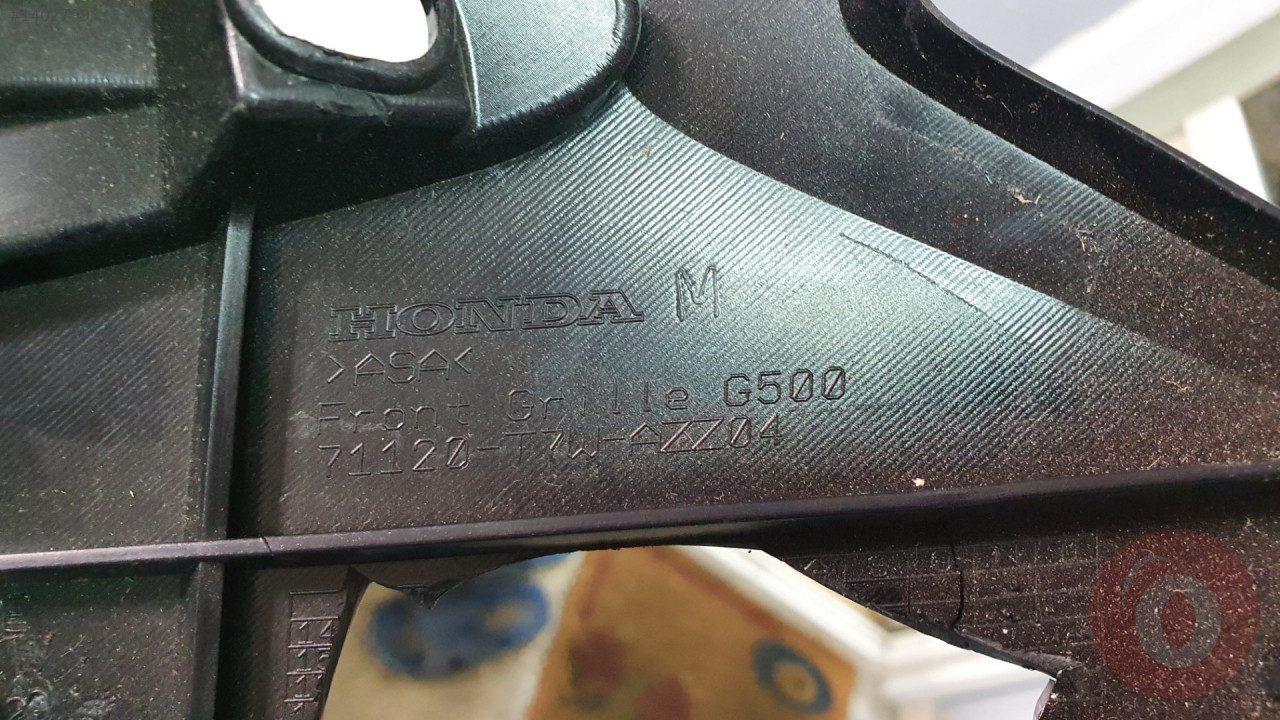 HONDA M
>ASA<
Front Grille G500
71120-T7W-AZZ04